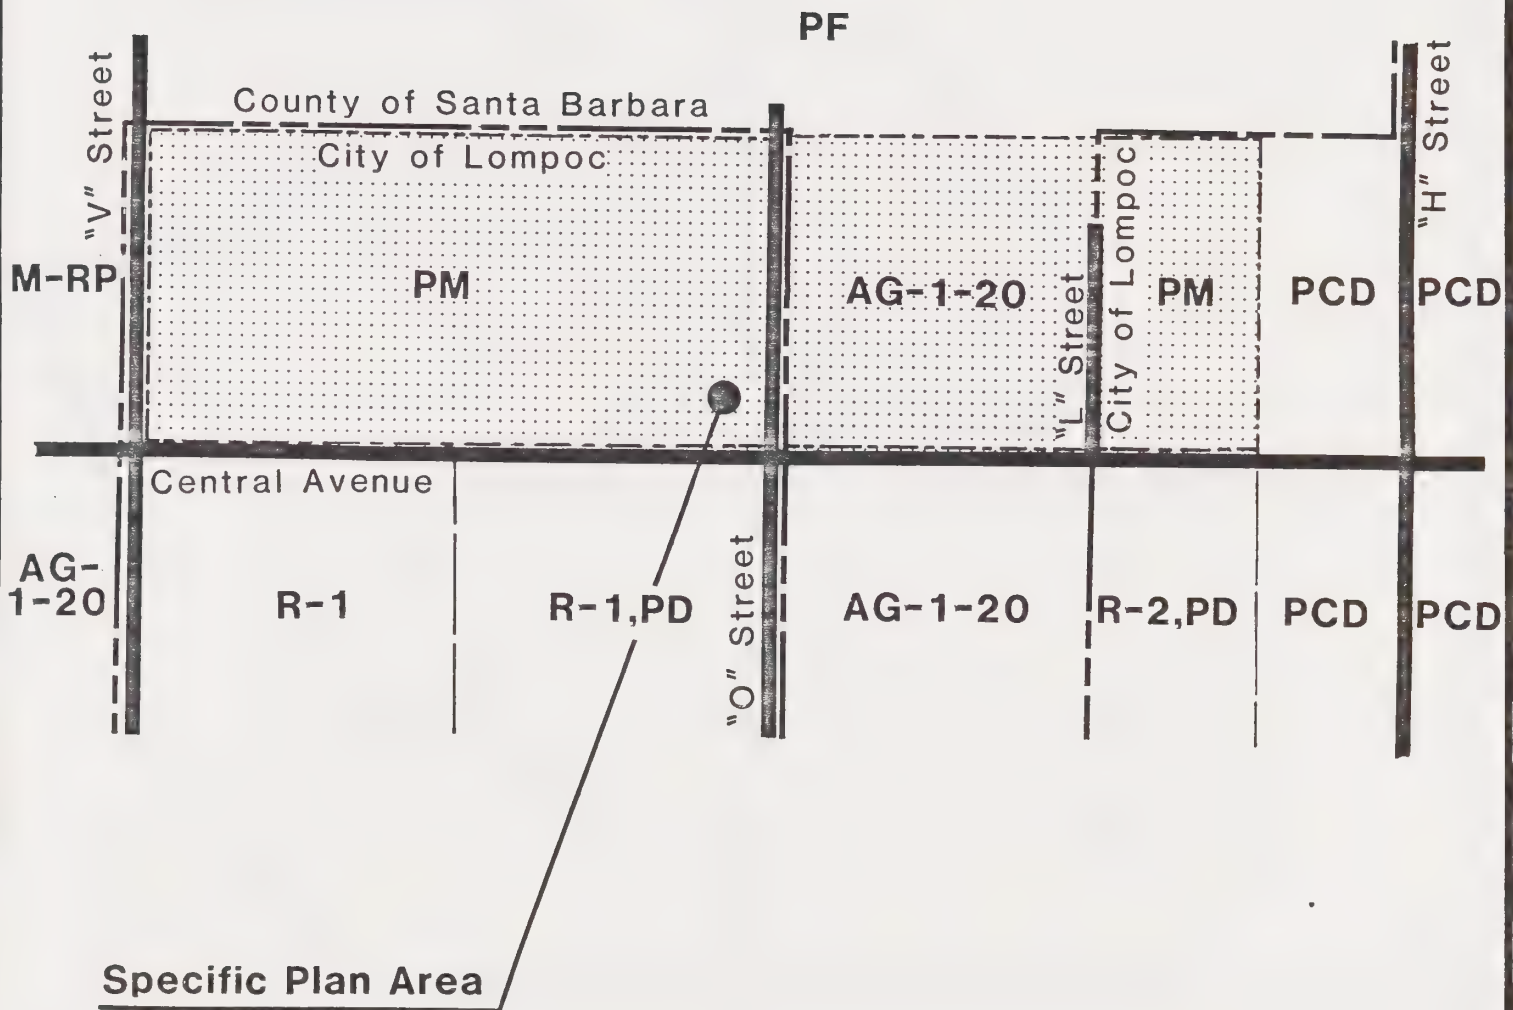 PF
"V" Street
County of Santa Barbara
"H" Street
City of Lompoc
City of Lompoc
M-RP
PM
AG-1-20
"L" Street
PM
PCD
PCD
Central Avenue
AG-
1-20
R-1
R-1,PD
"O" Street
AG-1-20
R-2,PD
PCD
PCD
Specific Plan Area